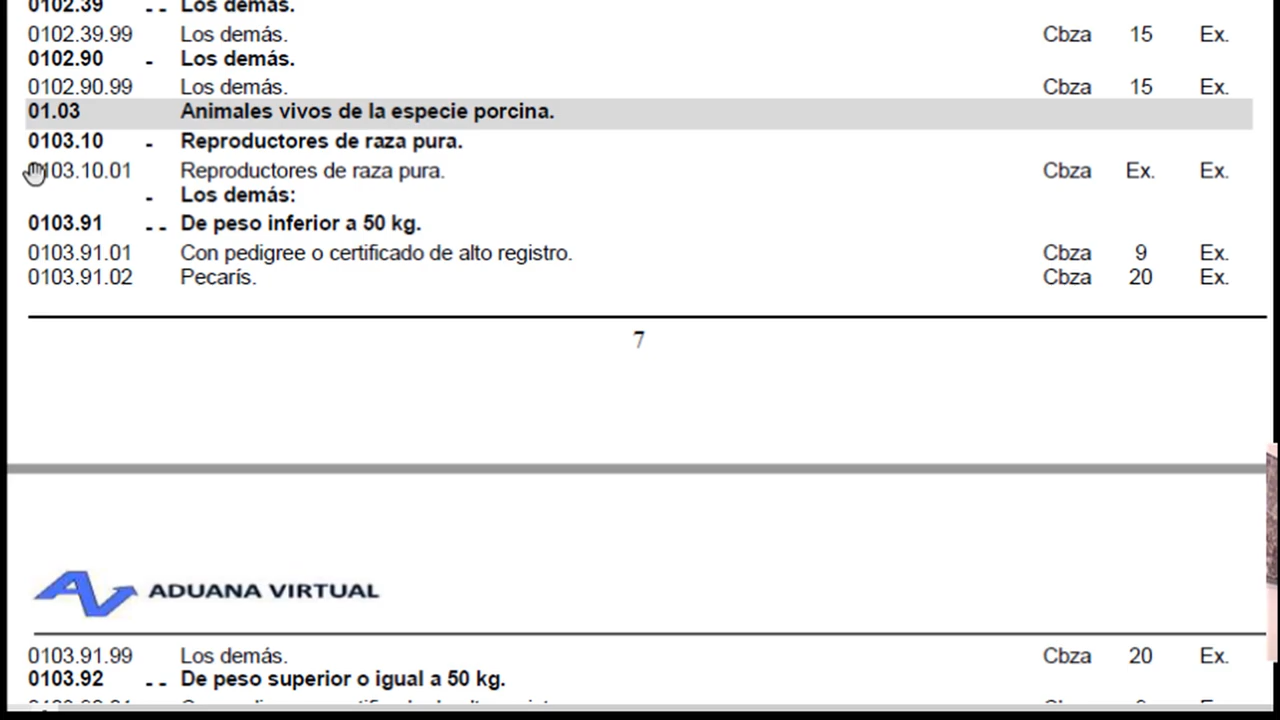 0102.39 - - Los demás.
0102.39.99 Los demás. Cbza 15 Ex.
0102.90 - Los demás.
0102.90.99 Los demás. Cbza 15 Ex.
01.03 Animales vivos de la especie porcina.
0103.10 - Reproductores de raza pura.
103.10.01 Reproductores de raza pura. Cbza Ex. Ex.
- Los demás:
0103.91 - - De peso inferior a 50 kg.
0103.91.01 Con pedigree o certificado de alto registro. Cbza 9 Ex.
0103.91.02 Pecarís. Cbza 20 Ex.
7
ADUANA VIRTUAL
0103.91.99 Los demás. Cbza 20 Ex.
0103.92 - - De peso superior o igual a 50 kg.